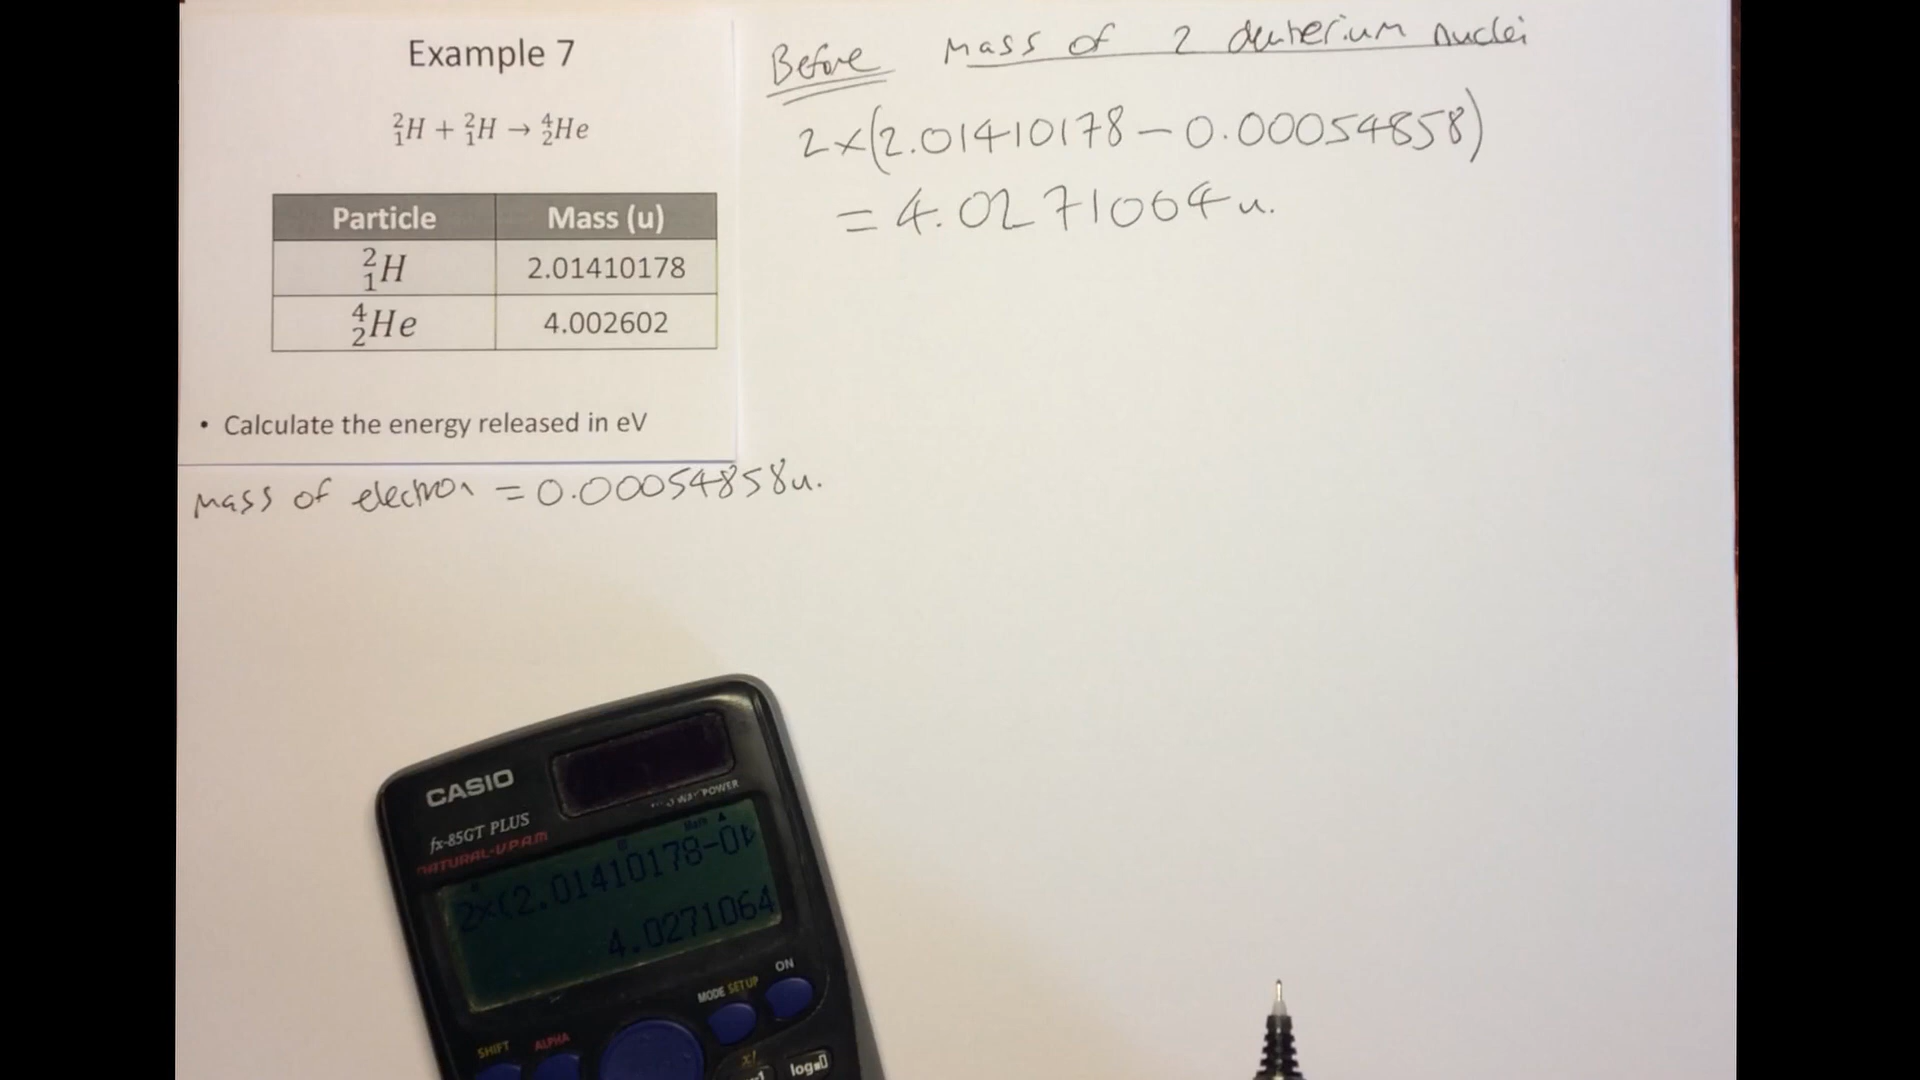 Example 7
²₁H + ²₁H → ⁴₂He
Particle Mass (u)
²₁H 2.01410178
⁴₂He 4.002602
• Calculate the energy released in eV
mass of electron = 0.00054858u.
Before Mass of 2 deuterium nuclei
2×(2.01410178 − 0.00054858)
= 4.0271064u.
CASIO
fx-85GT PLUS
NATURAL-V.P.A.M.
WAY POWER
Math ▲
2×(2.01410178-0▶
4.0271064
ON
MODE SETUP
SHIFT ALPHA
x!
log